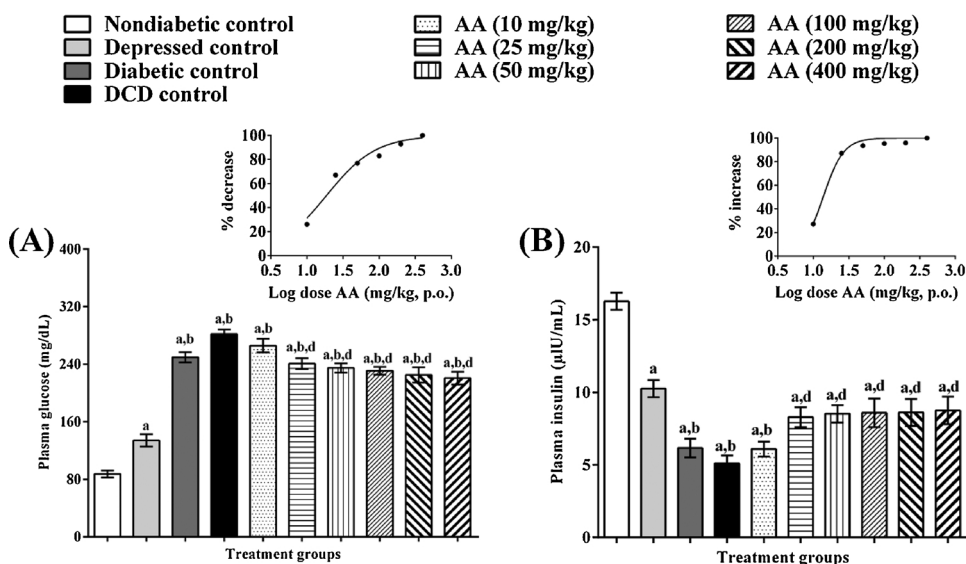 Nondiabetic control
Depressed control
Diabetic control
DCD control
AA (10 mg/kg)
AA (25 mg/kg)
AA (50 mg/kg)
AA (100 mg/kg)
AA (200 mg/kg)
AA (400 mg/kg)
(A)
% decrease
100
80
60
40
20
0
0.5 1.0 1.5 2.0 2.5 3.0
Log dose AA (mg/kg, p.o.)
Plasma glucose (mg/dL)
400
320
240
160
80
0
a
a,b
a,b
a,b
a,b,d
a,b,d
a,b,d
a,b,d
a,b,d
Treatment groups
(B)
% increase
100
80
60
40
20
0
0.5 1.0 1.5 2.0 2.5 3.0
Log dose AA (mg/kg, p.o.)
Plasma insulin (µIU/mL)
20
15
10
5
0
a
a,b
a,b
a,b
a,d
a,d
a,d
a,d
a,d
Treatment groups